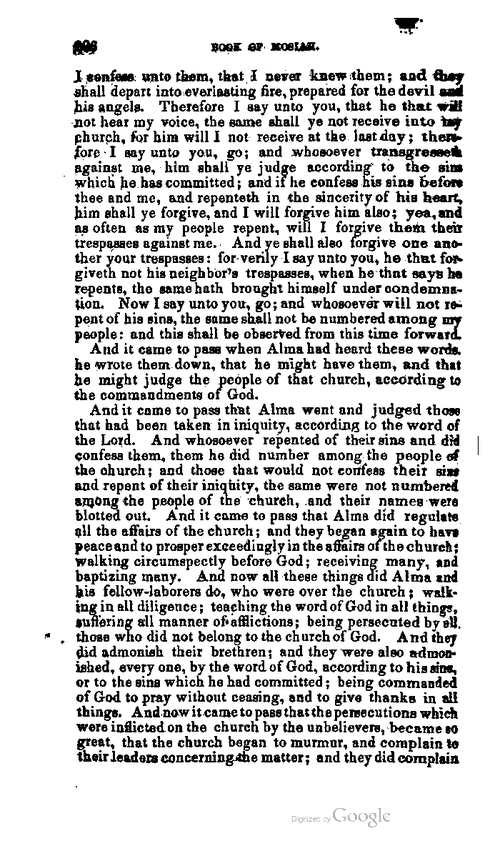 206 BOOK OF MOSIAH.
I confess unto them, that I never knew them; and they
shall depart into everlasting fire, prepared for the devil and
his angels. Therefore I say unto you, that he that will
not hear my voice, the same shall ye not receive into my
church, for him will I not receive at the last day; there-
fore I say unto you, go; and whosoever transgresseth
against me, him shall ye judge according to the sins
which he has committed; and if he confess his sins before
thee and me, and repenteth in the sincerity of his heart,
him shall ye forgive, and I will forgive him also; yea, and
as often as my people repent, will I forgive them their
trespasses against me. And ye shall also forgive one ano-
ther your trespasses: for verily I say unto you, he that for-
giveth not his neighbor's trespasses, when he that says he
repents, the same hath brought himself under condemna-
tion. Now I say unto you, go; and whosoever will not re-
pent of his sins, the same shall not be numbered among my
people: and this shall be observed from this time forward.
And it came to pass when Alma had heard these words,
he wrote them down, that he might have them, and that
he might judge the people of that church, according to
the commandments of God.
And it came to pass that Alma went and judged those
that had been taken in iniquity, according to the word of
the Lord. And whosoever repented of their sins and did
confess them, them he did number among the people of
the church; and those that would not confess their sins
and repent of their iniquity, the same were not numbered
among the people of the church, and their names were
blotted out. And it came to pass that Alma did regulate
all the affairs of the church; and they began again to have
peace and to prosper exceedingly in the affairs of the church;
walking circumspectly before God; receiving many, and
baptizing many. And now all these things did Alma and
his fellow-laborers do, who were over the church; walk-
ing in all diligence; teaching the word of God in all things,
suffering all manner of afflictions; being persecuted by all
those who did not belong to the church of God. And they
did admonish their brethren; and they were also admon-
ished, every one, by the word of God, according to his sins,
or to the sins which he had committed; being commanded
of God to pray without ceasing, and to give thanks in all
things. And now it came to pass that the persecutions which
were inflicted on the church by the unbelievers, became so
great, that the church began to murmur, and complain to
their leaders concerning the matter; and they did complain
Digitized by Google